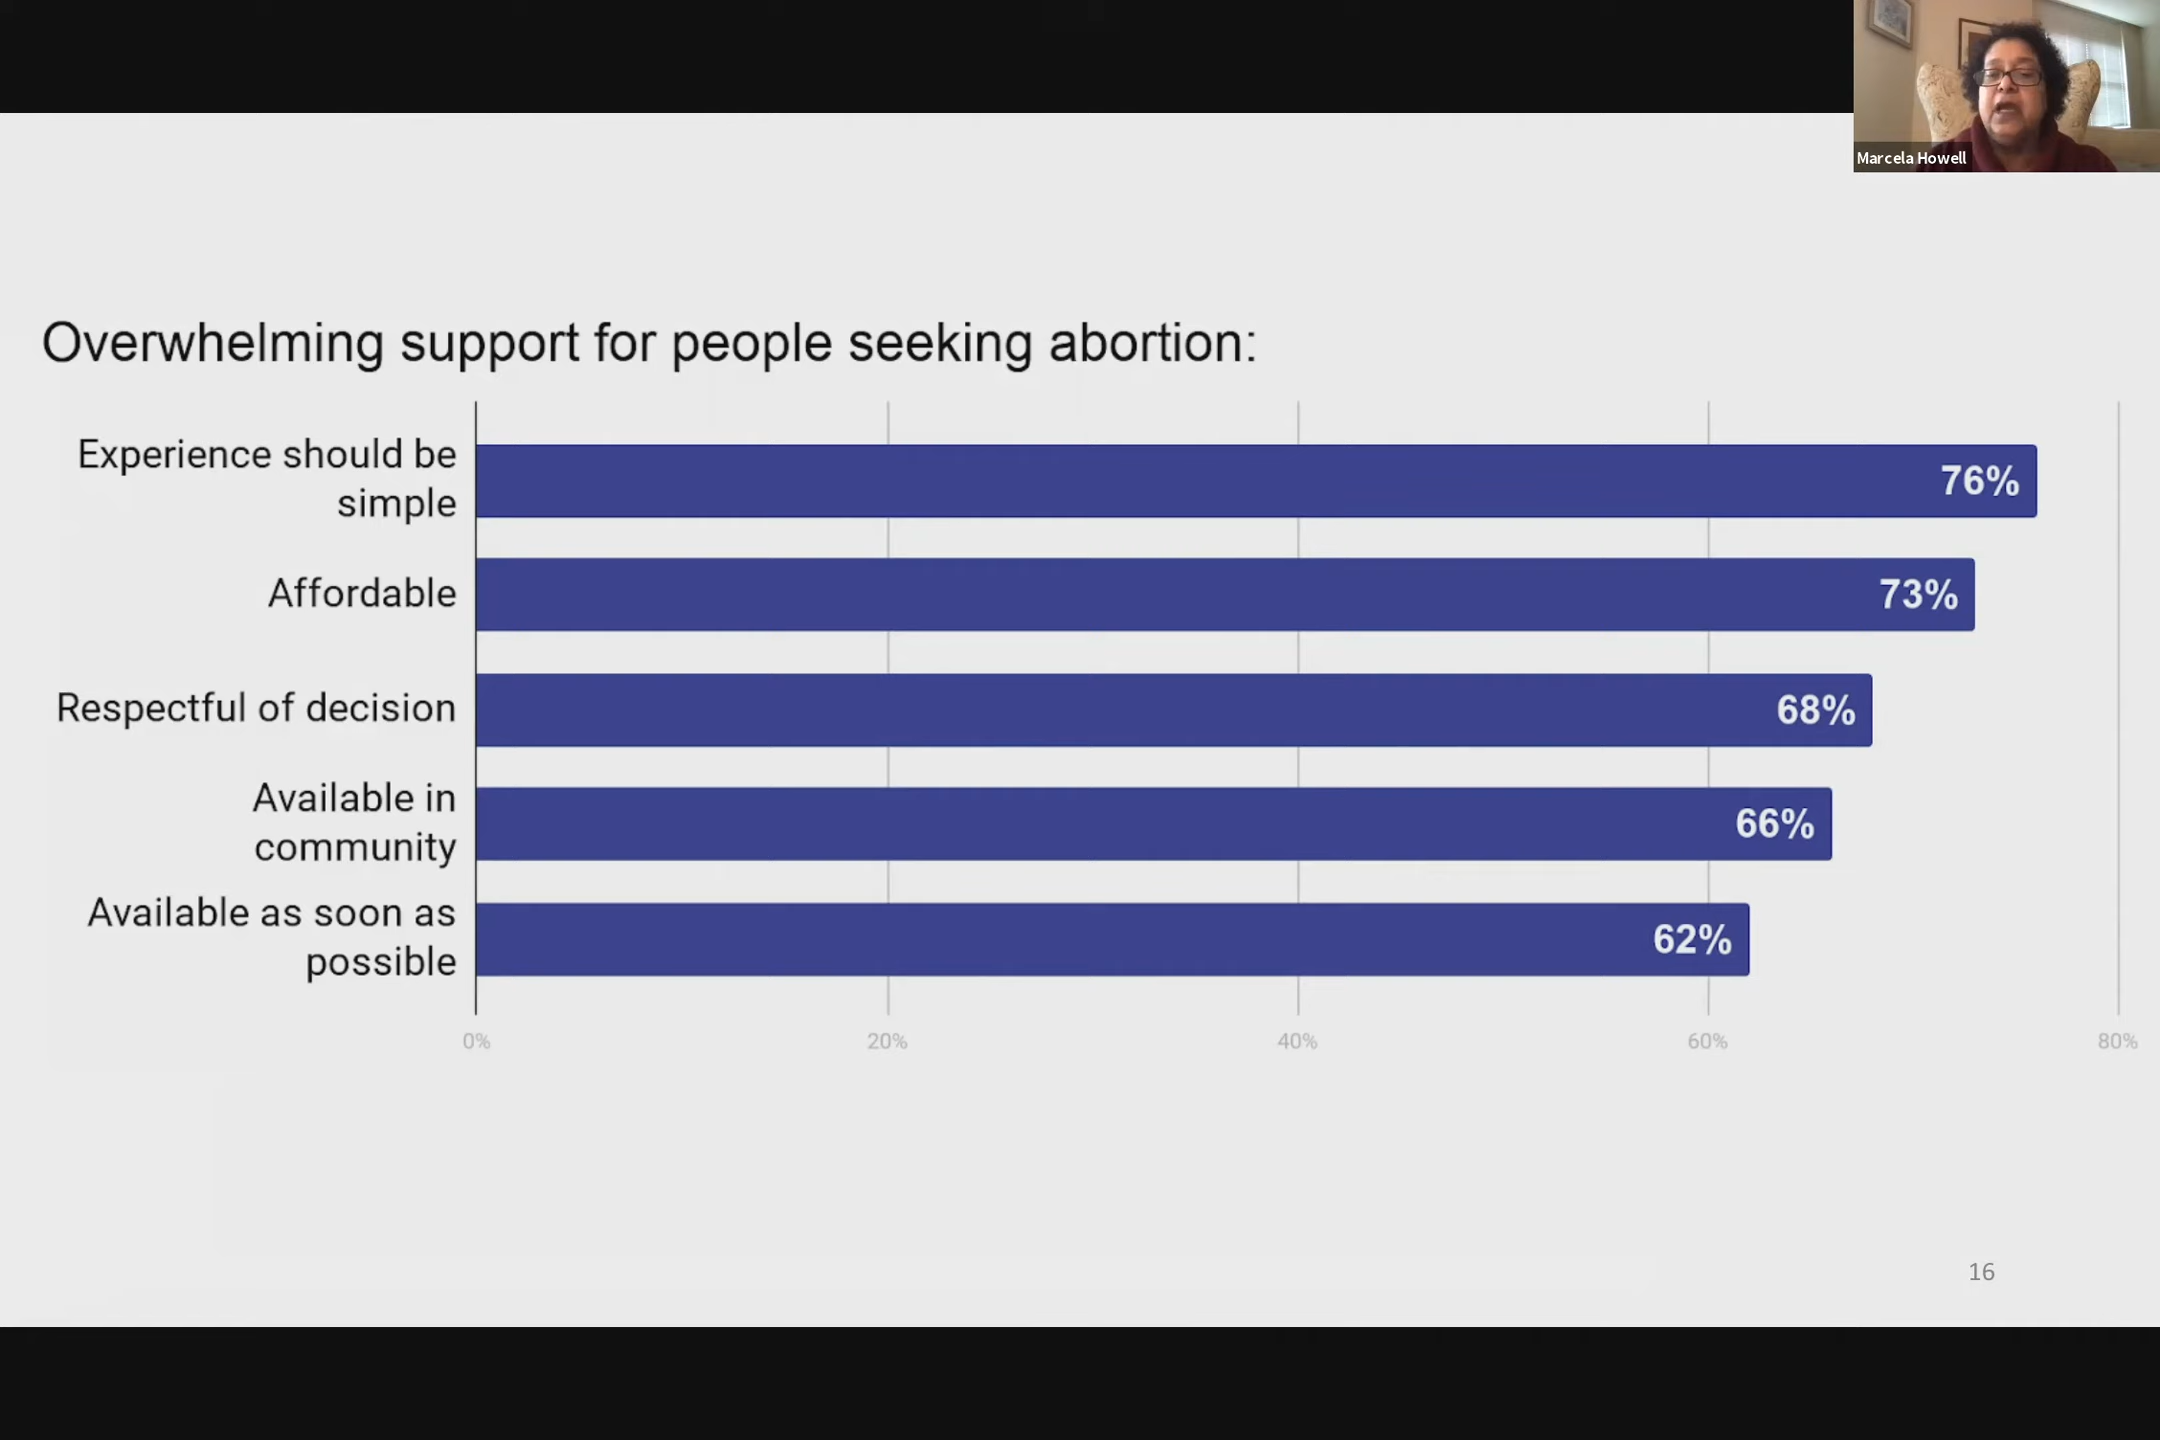 Marcela Howell
Overwhelming support for people seeking abortion:
Experience should be
simple
76%
Affordable
73%
Respectful of decision
68%
Available in
community
66%
Available as soon as
possible
62%
0%
20%
40%
60%
80%
16